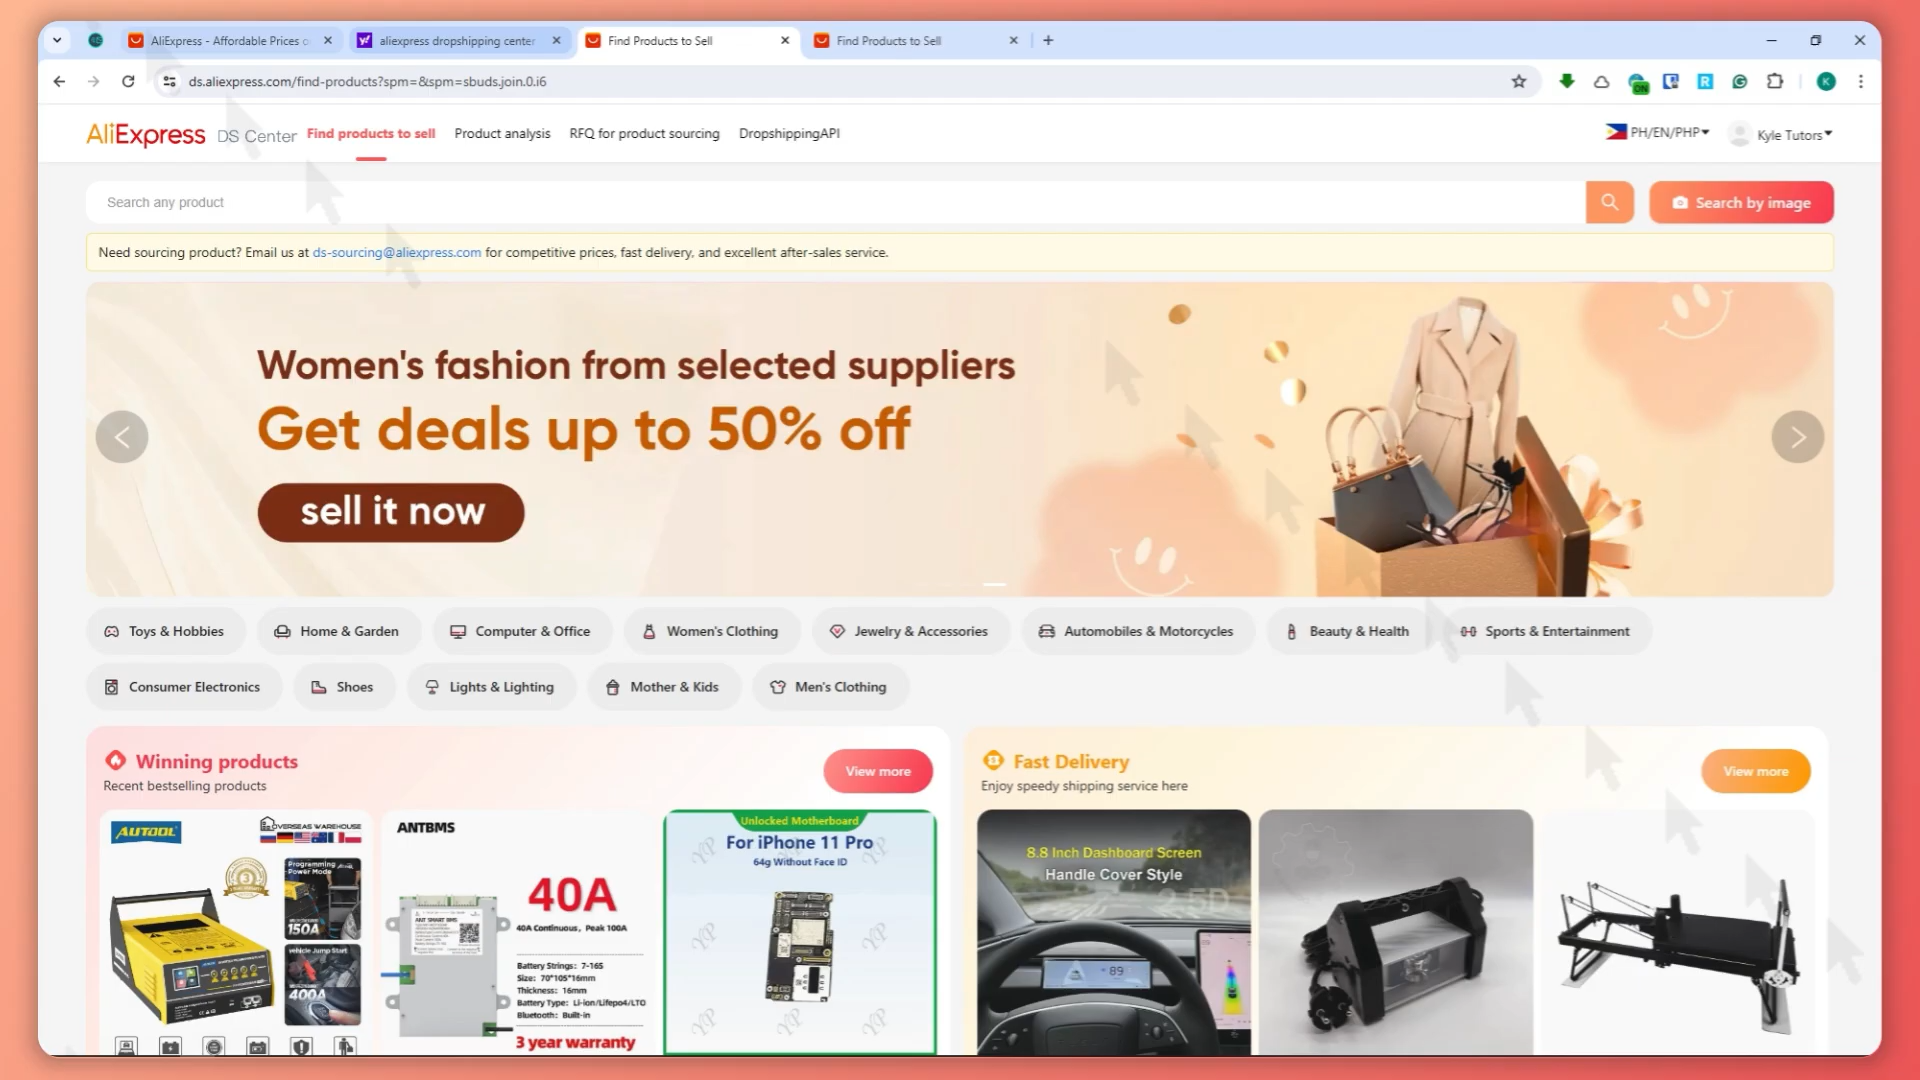 AliExpress - Affordable Prices o
aliexpress dropshipping center
Find Products to Sell
Find Products to Sell
ds.aliexpress.com/find-products?spm=&spm=sbuds.join.0.i6
ON
R
K
AliExpress DS Center
Find products to sell
Product analysis
RFQ for product sourcing
DropshippingAPI
PH/EN/PHP
Kyle Tutors
Search any product
Search by image
Need sourcing product? Email us at ds-sourcing@aliexpress.com for competitive prices, fast delivery, and excellent after-sales service.
Women's fashion from selected suppliers
Get deals up to 50% off
sell it now
Toys & Hobbies
Home & Garden
Computer & Office
Women's Clothing
Jewelry & Accessories
Automobiles & Motorcycles
Beauty & Health
Sports & Entertainment
Consumer Electronics
Shoes
Lights & Lighting
Mother & Kids
Men's Clothing
Winning products
Recent bestselling products
View more
AUTOOL
OVERSEAS WAREHOUSE
Programming
Power Mode
150A
Vehicle Jump Start
400A
ANTBMS
40A
40A Continuous, Peak 100A
ANT SMART BMS
Battery Strings: 7-16S
Size: 70*105*16mm
Thickness: 16mm
Battery Type: Li-ion/Lifepo4/LTO
Bluetooth: Built-in
3 year warranty
Unlocked Motherboard
For iPhone 11 Pro
64g Without Face ID
Fast Delivery
Enjoy speedy shipping service here
View more
8.8 Inch Dashboard Screen
Handle Cover Style
2.5D
89